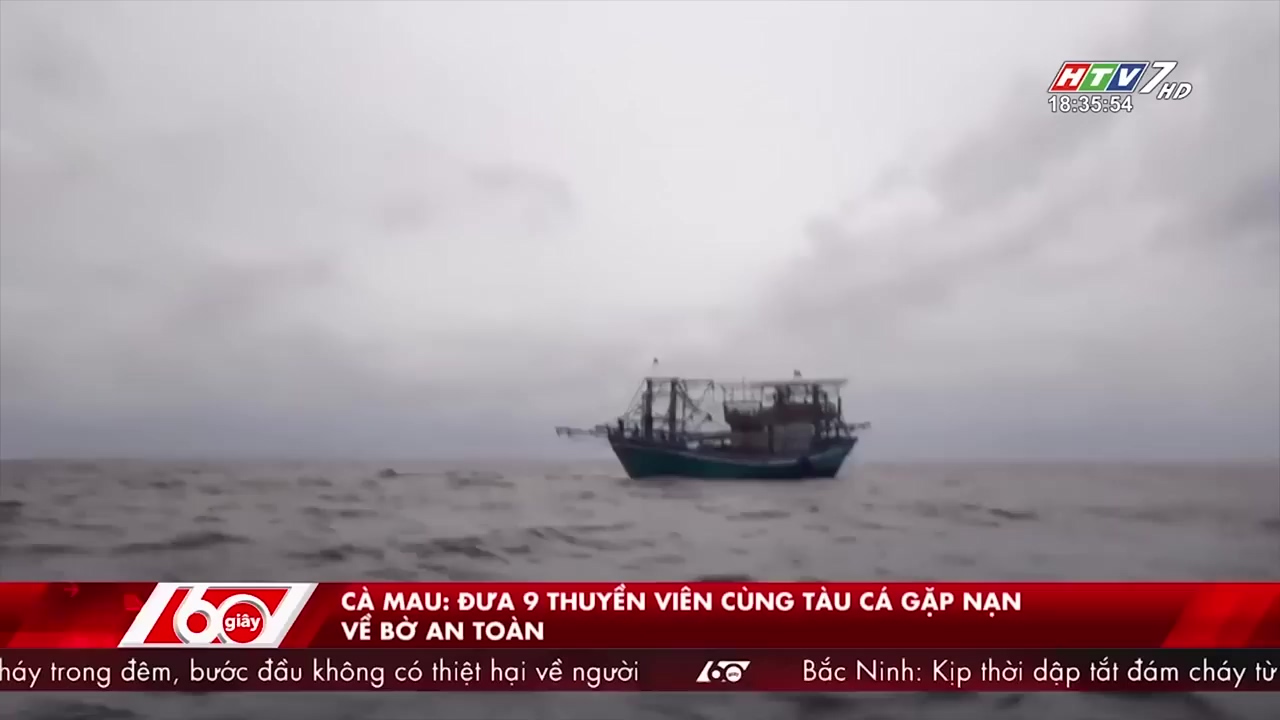 HTV7 HD
18:35:54
60 giây
CÀ MAU: ĐƯA 9 THUYỀN VIÊN CÙNG TÀU CÁ GẶP NẠN
VỀ BỜ AN TOÀN
háy trong đêm, bước đầu không có thiệt hại về người 60 giây Bắc Ninh: Kịp thời dập tắt đám cháy từ